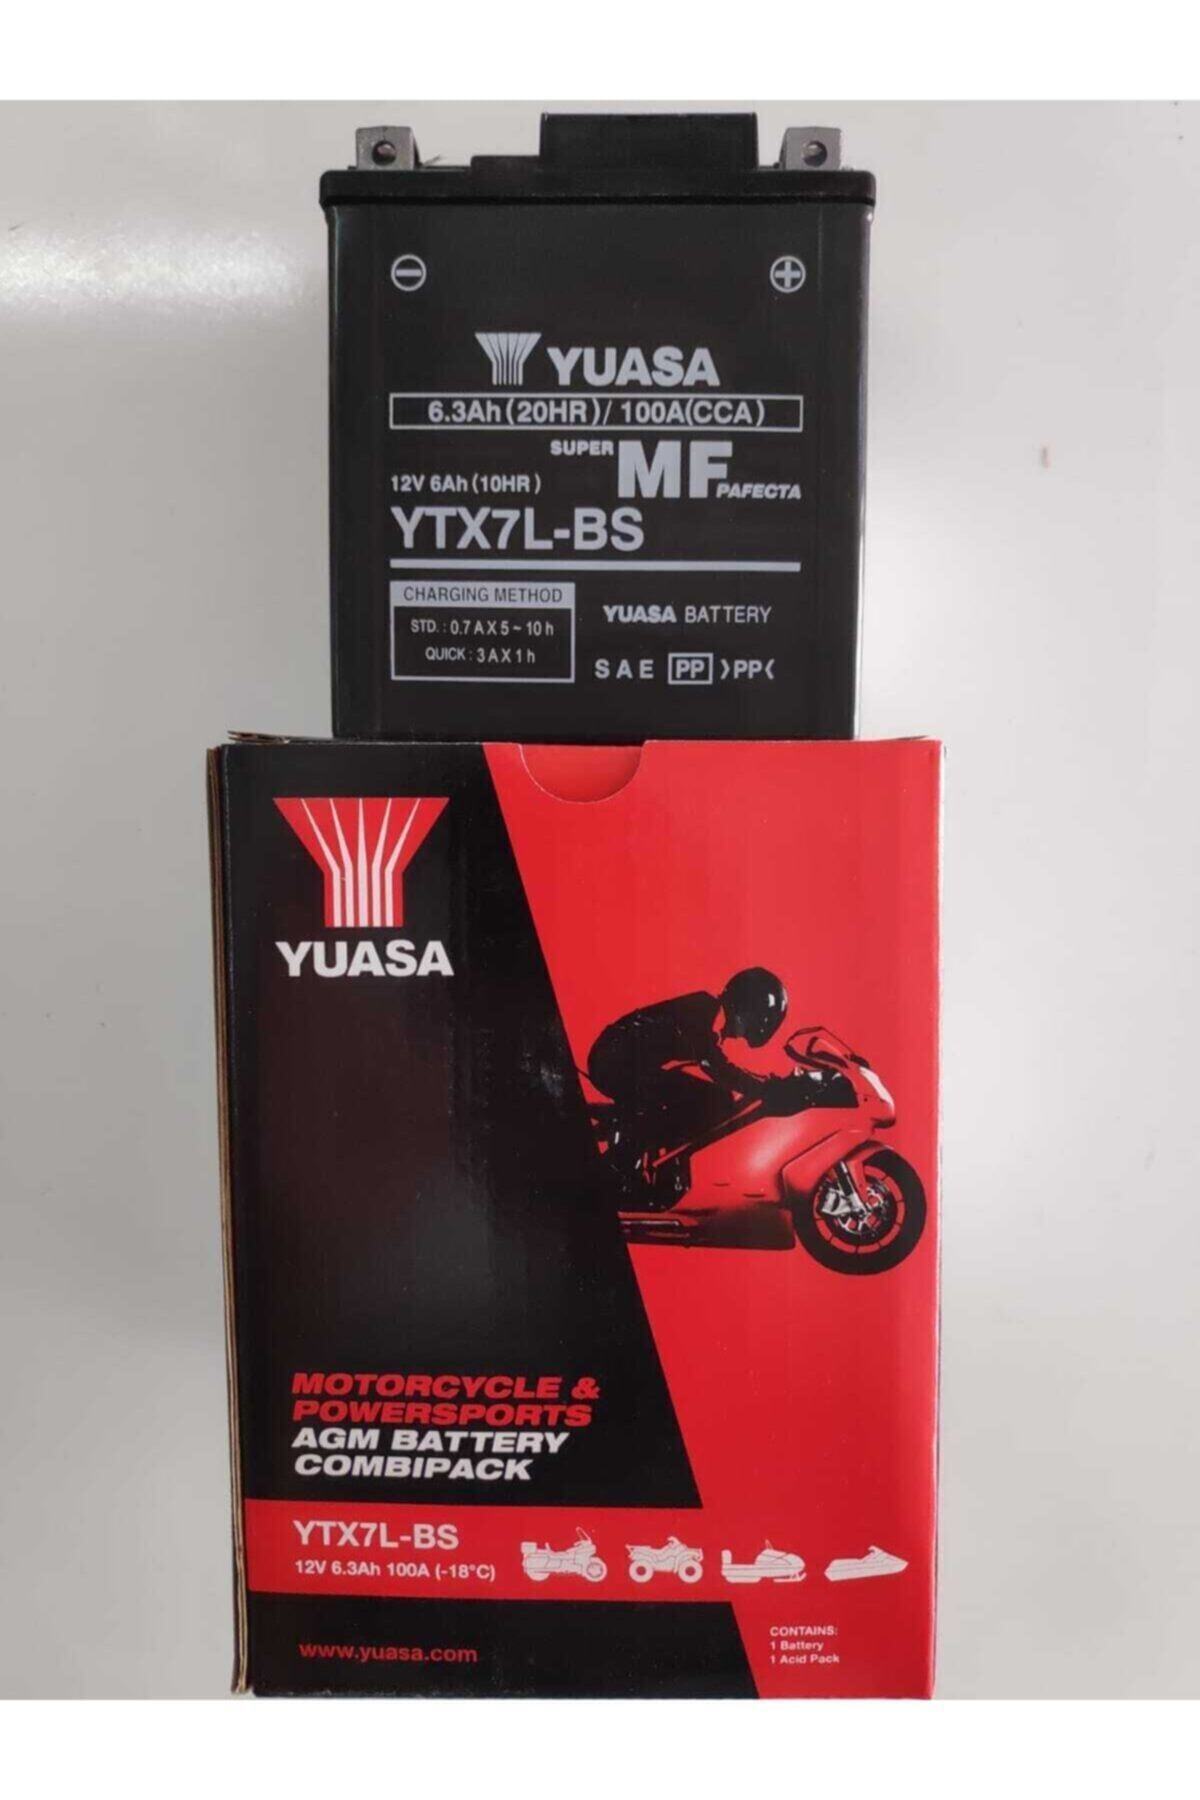 YUASA
6.3Ah (20HR) / 100A(CCA)
SUPER MF PAFECTA
12V 6Ah (10HR)
YTX7L-BS
CHARGING METHOD
STD. : 0.7 A X 5 ~ 10 h
QUICK : 3 A X 1 h
YUASA BATTERY
SAE PP >PP<
YUASA
MOTORCYCLE &
POWERSPORTS
AGM BATTERY
COMBIPACK
YTX7L-BS
12V 6.3Ah 100A (-18°C)
www.yuasa.com
CONTAINS:
1 Battery
1 Acid Pack